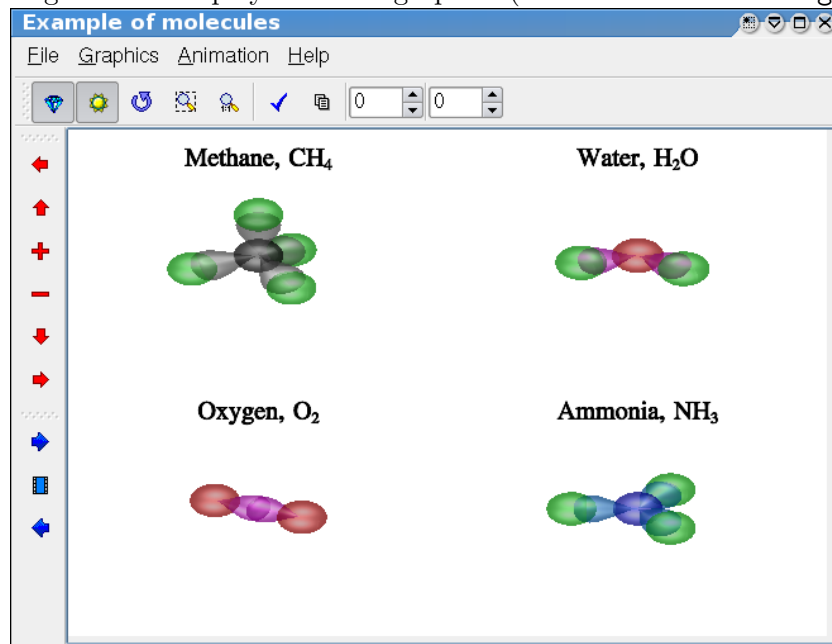 Example of molecules
File Graphics Animation Help
0 0
Methane, CH₄
Water, H₂O
Oxygen, O₂
Ammonia, NH₃